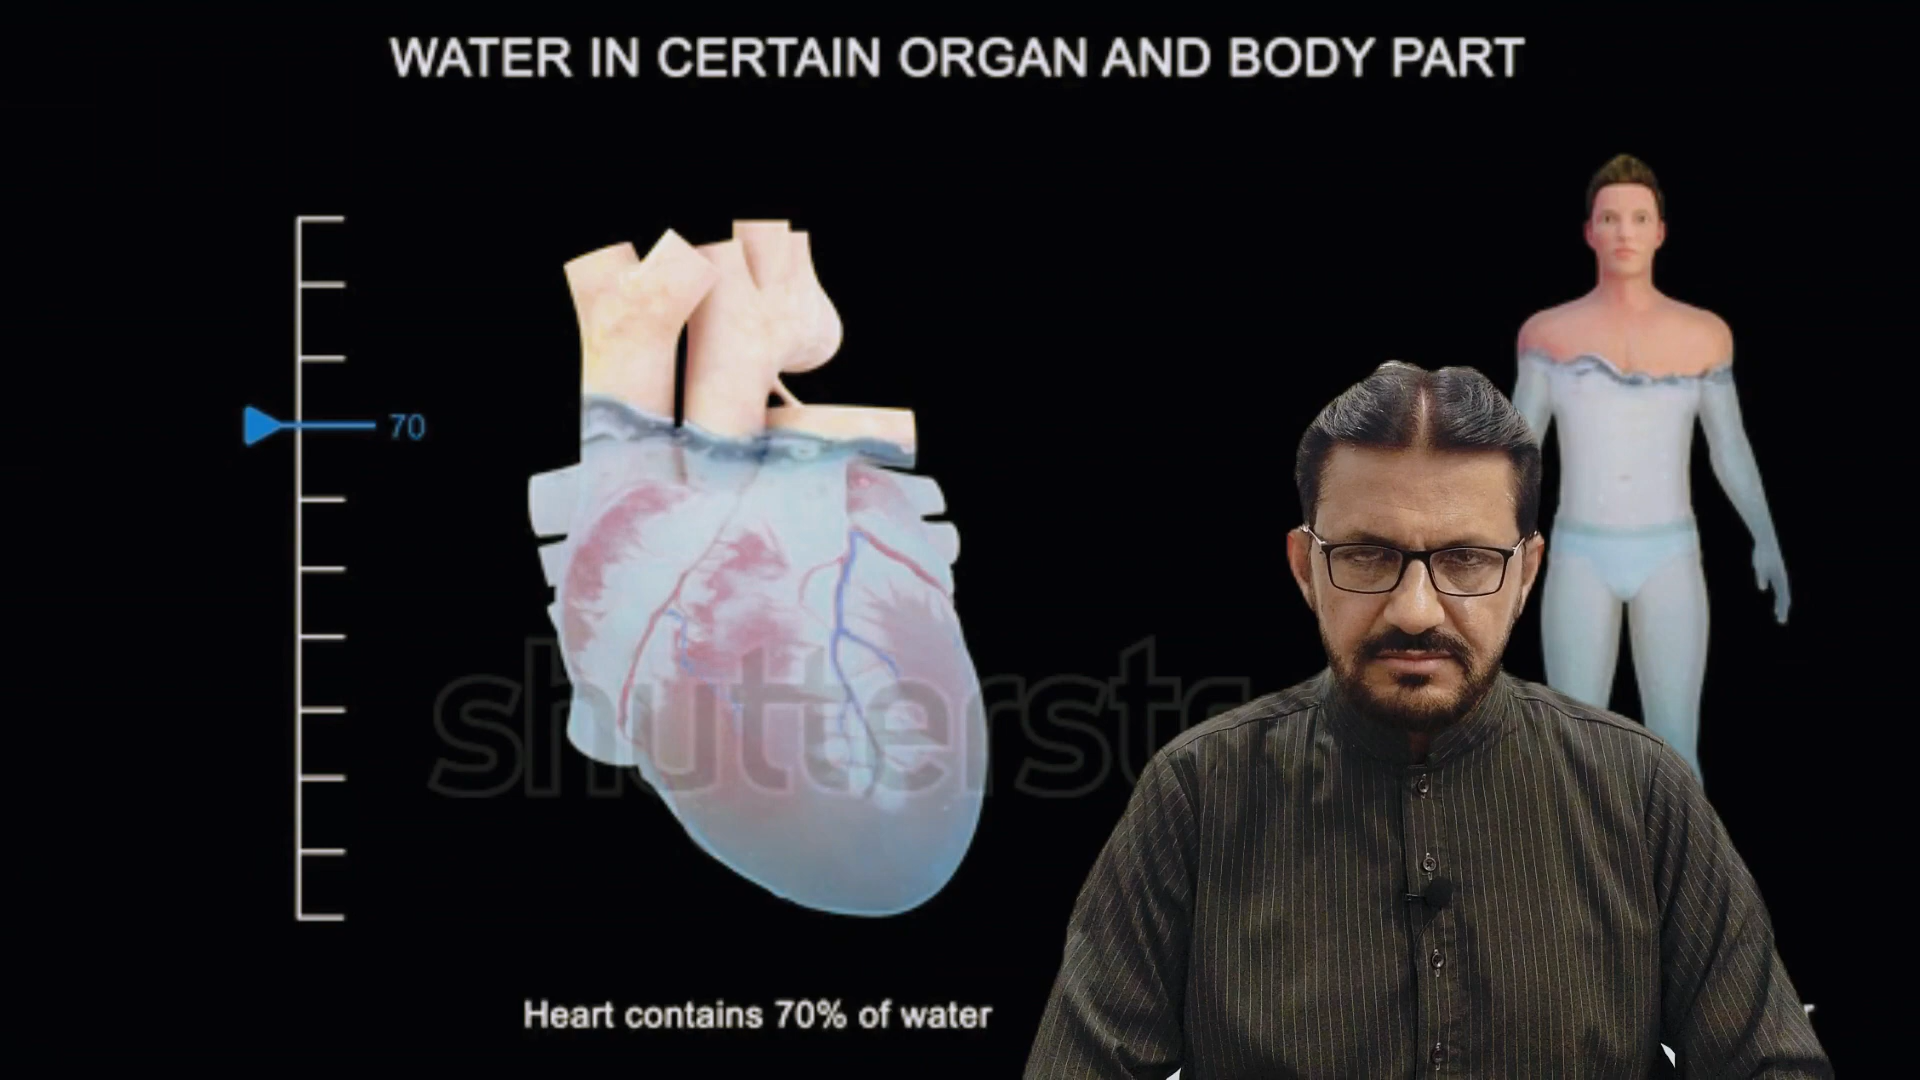 WATER IN CERTAIN ORGAN AND BODY PART
70
Heart contains 70% of water